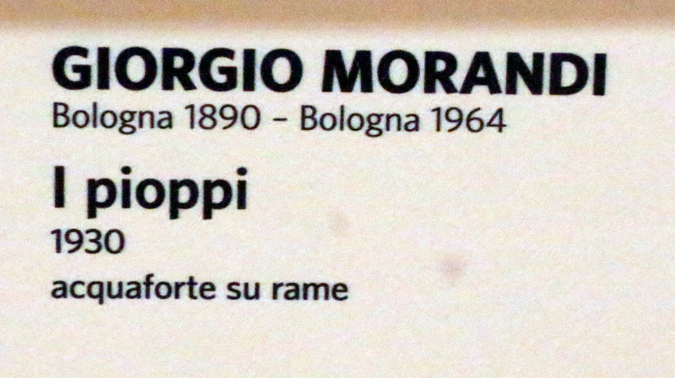 GIORGIO MORANDI
Bologna 1890 – Bologna 1964
I pioppi
1930
acquaforte su rame